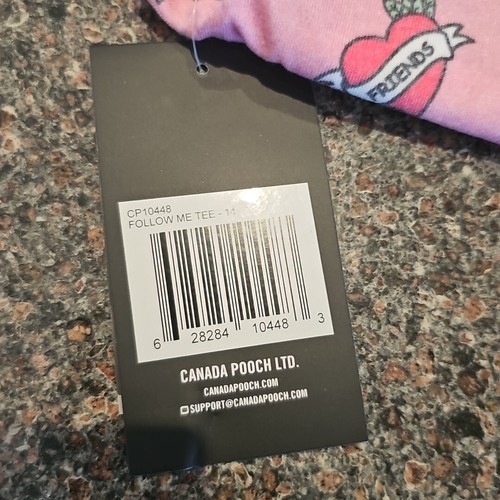 FRIENDS
CP10448
FOLLOW ME TEE - 14
6 28284 10448 3
CANADA POOCH LTD.
CANADAPOOCH.COM
SUPPORT@CANADAPOOCH.COM